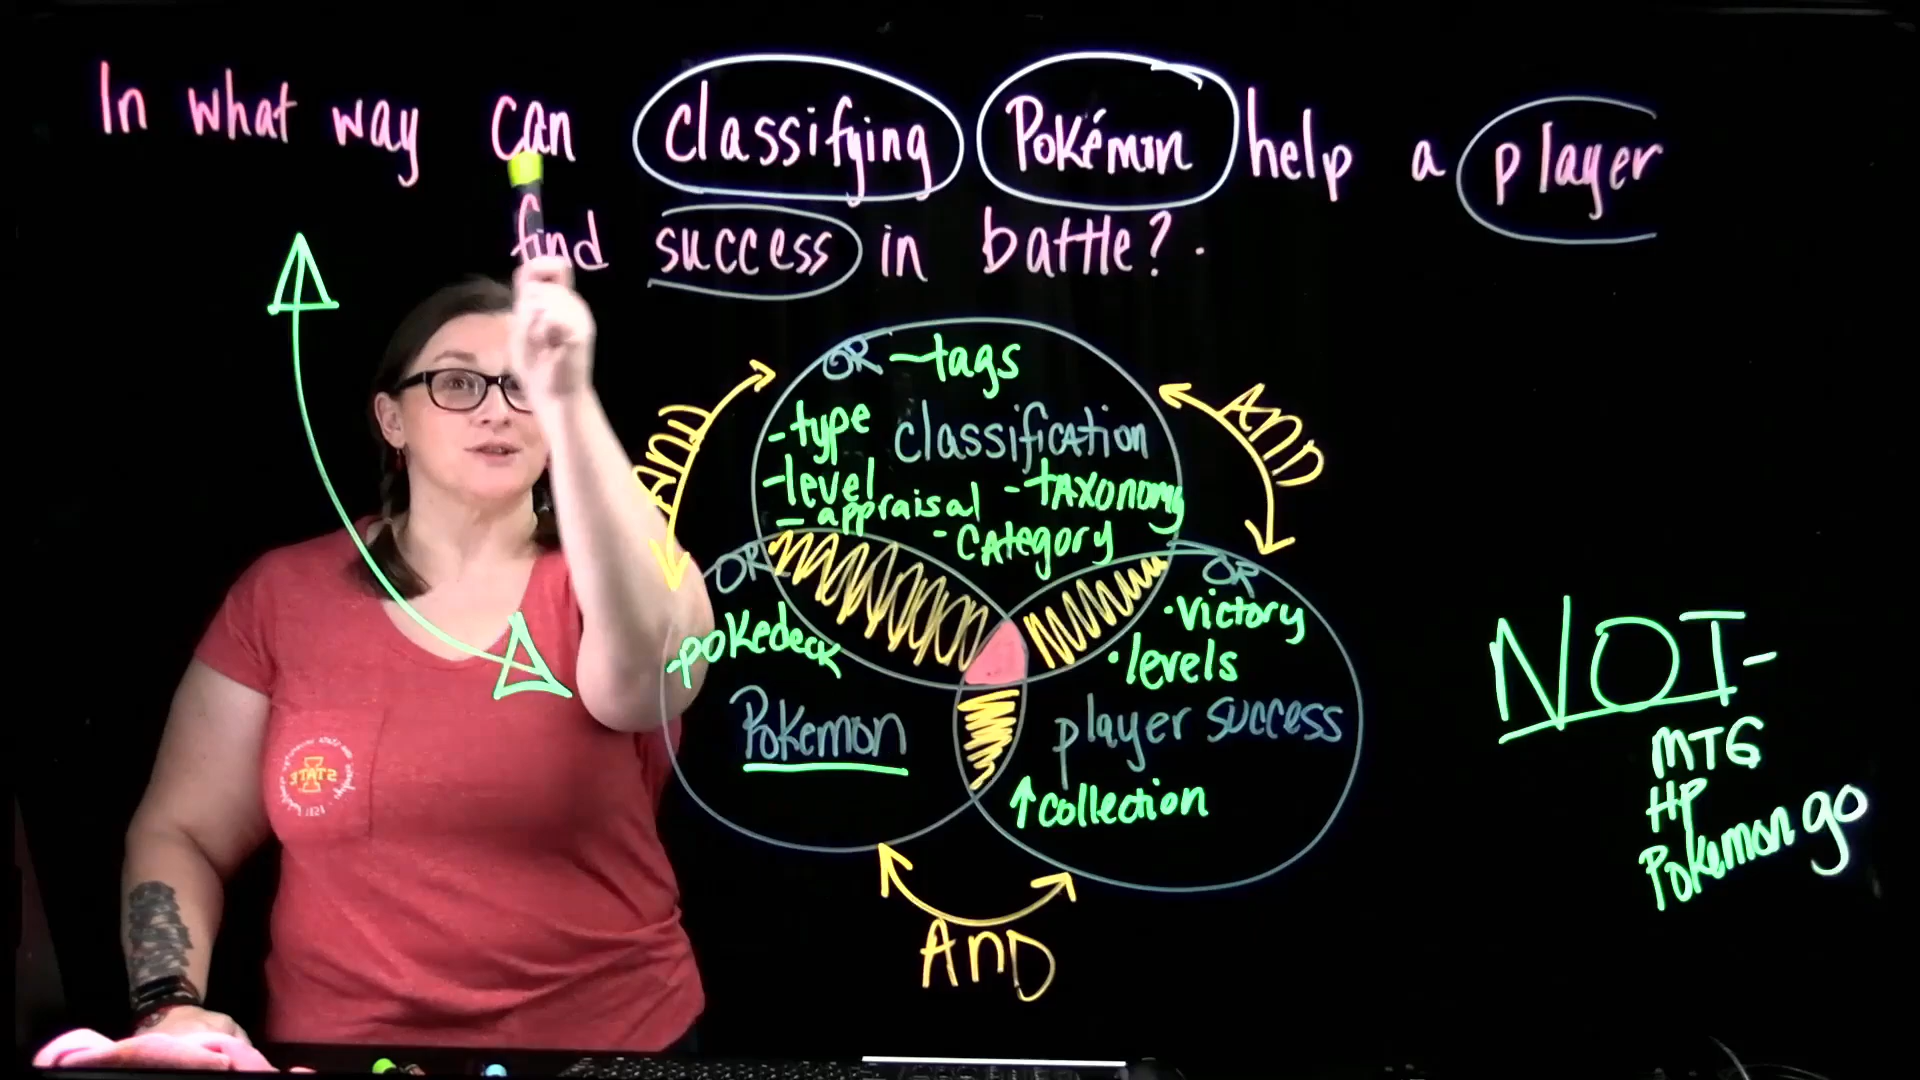 In what way can classifying Pokémon help a player
find success in battle?.
OR -tags
-type
classification
-level
-taxonomy
- appraisal
-category
AND
AND
OR
-pokedeck
Pokemon
OR
•victory
•levels
player success
↑collection
AND
NOT-
MTG
HP
Pokemon go
STATE